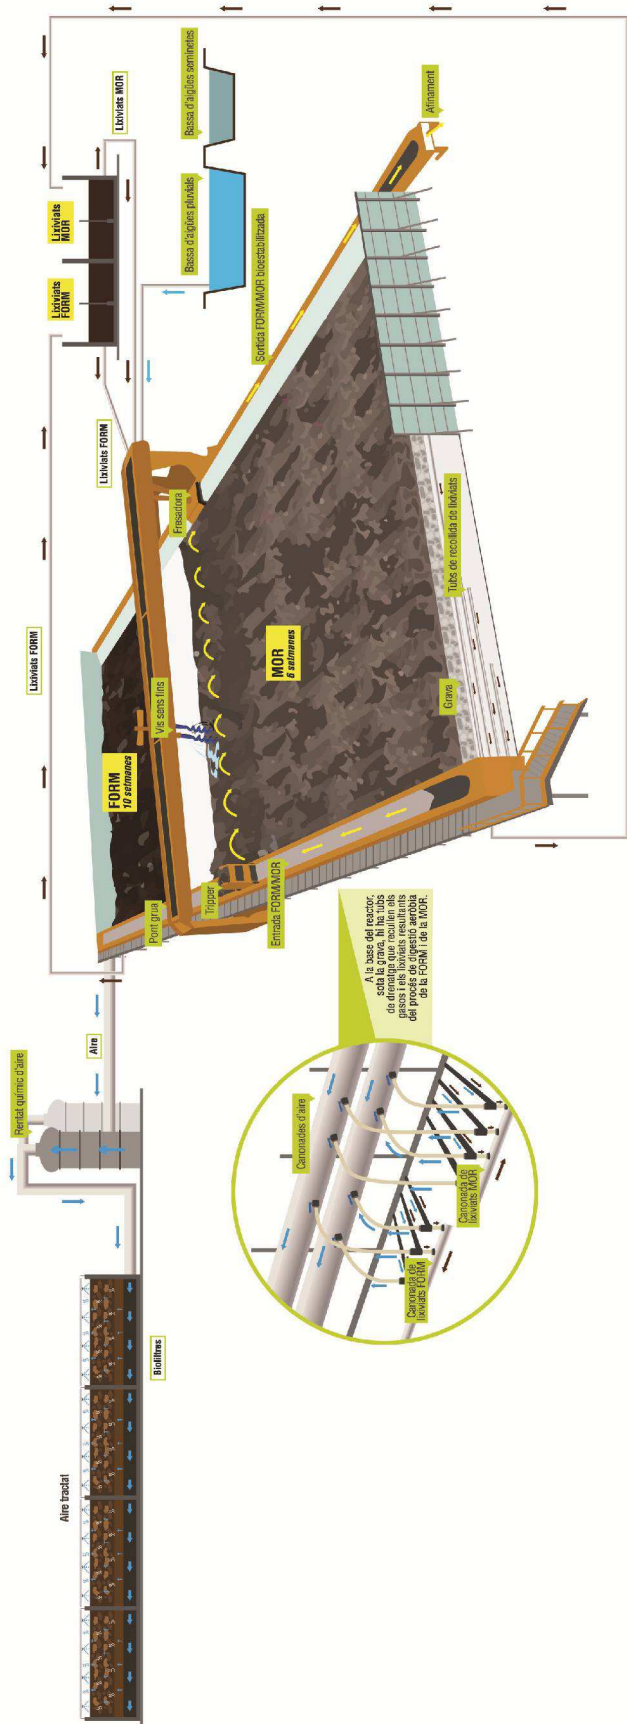 Aire tractat
Biofiltres
Rentat químic d'aire
Aire
Lixiviats FORM
Lixiviats
FORM
Lixiviats
MOR
Lixiviats MOR
Lixiviats FORM
Bassa d'aigües pluvials
Bassa d'aigües seminetes
FORM
10 setmanes
Pont grua
Vis sens fins
Fresadora
Tripper
Entrada FORM/MOR
MOR
6 setmanes
Sortida FORM/MOR bioestabilitzada
Afinament
Grava
Tubs de recollida de lixiviats
A la base del reactor,
sota la grava, hi ha tubs
de drenatge que recullen els
gasos i els lixiviats resultants
del procés de digestió aeròbia
de la FORM i de la MOR.
Canonades d'aire
Canonada de
lixiviats FORM
Canonada de
lixiviats MOR